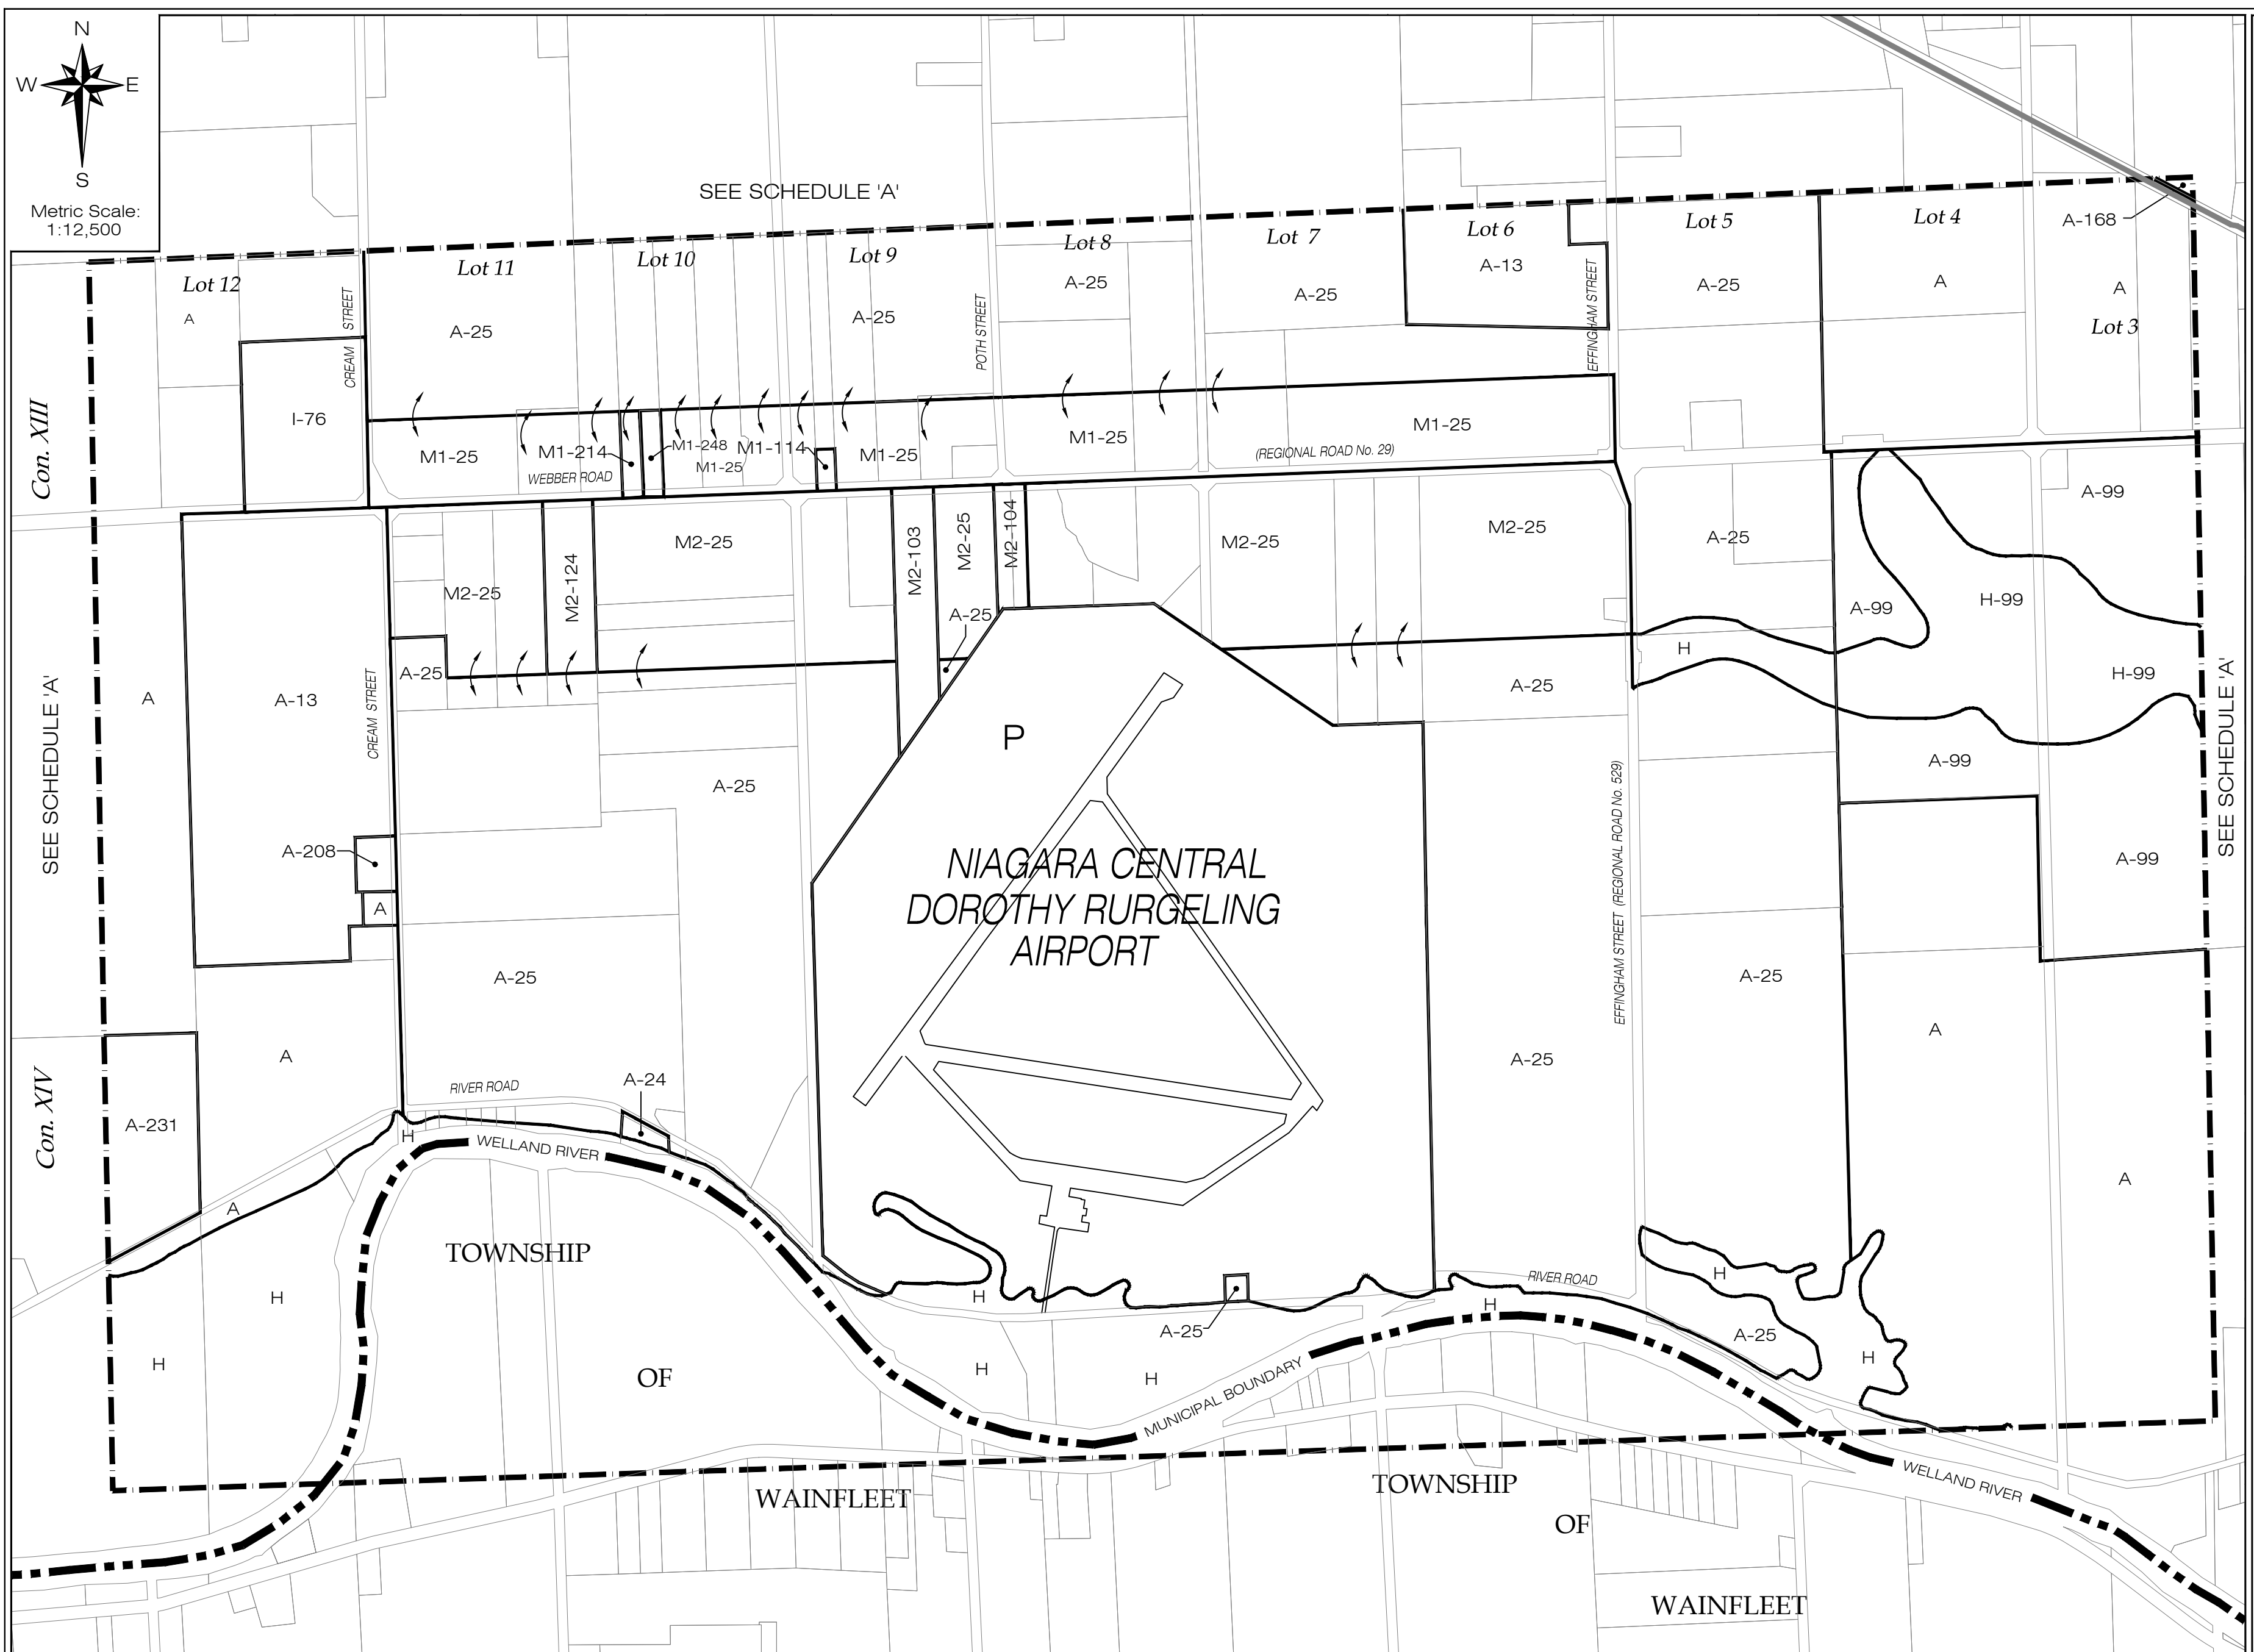 N
W
E
S
Metric Scale:
1:12,500
SEE SCHEDULE 'A'
Lot 12
Lot 11
Lot 10
Lot 9
Lot 8
Lot 7
Lot 6
Lot 5
Lot 4
A-168
Lot 3
A
A-25
A-25
A-25
A-25
A-13
A-25
A
A
CREAM STREET
POTH STREET
EFFINGHAM STREET
Con. XIII
I-76
M1-25
M1-214
M1-248
M1-25
M1-114
M1-25
M1-25
M1-25
WEBBER ROAD
(REGIONAL ROAD No. 29)
M2-25
M2-124
M2-25
M2-103
M2-25
M2-104
M2-25
M2-25
A-25
A-99
A-99
H-99
H-99
A-25
A-25
H
A-25
SEE SCHEDULE 'A'
A
A-13
CREAM STREET
A-25
P
A-99
A-99
SEE SCHEDULE 'A'
A-208
A
NIAGARA CENTRAL
DOROTHY RURGELING
AIRPORT
EFFINGHAM STREET (REGIONAL ROAD No. 529)
A-25
A-25
A
A
A-25
Con. XIV
A-231
RIVER ROAD
A-24
H
WELLAND RIVER
A
A
TOWNSHIP
H
H
H
A-25
RIVER ROAD
H
H
A-25
H
OF
H
H
MUNICIPAL BOUNDARY
WAINFLEET
TOWNSHIP
WELLAND RIVER
OF
WAINFLEET